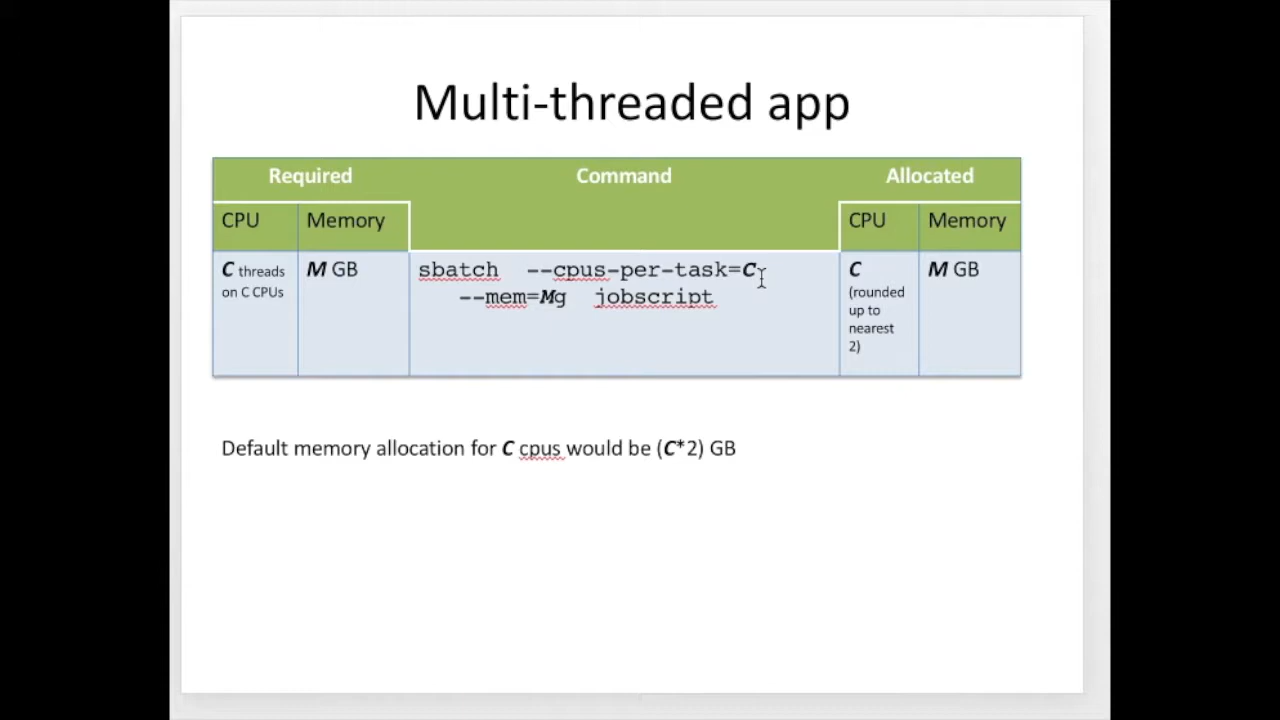 Multi-threaded app
Required
Command
Allocated
CPU
Memory
CPU
Memory
C threads
on C CPUs
M GB
sbatch --cpus-per-task=C
--mem=Mg jobscript
C
(rounded
up to
nearest
2)
M GB
Default memory allocation for C cpus would be (C*2) GB